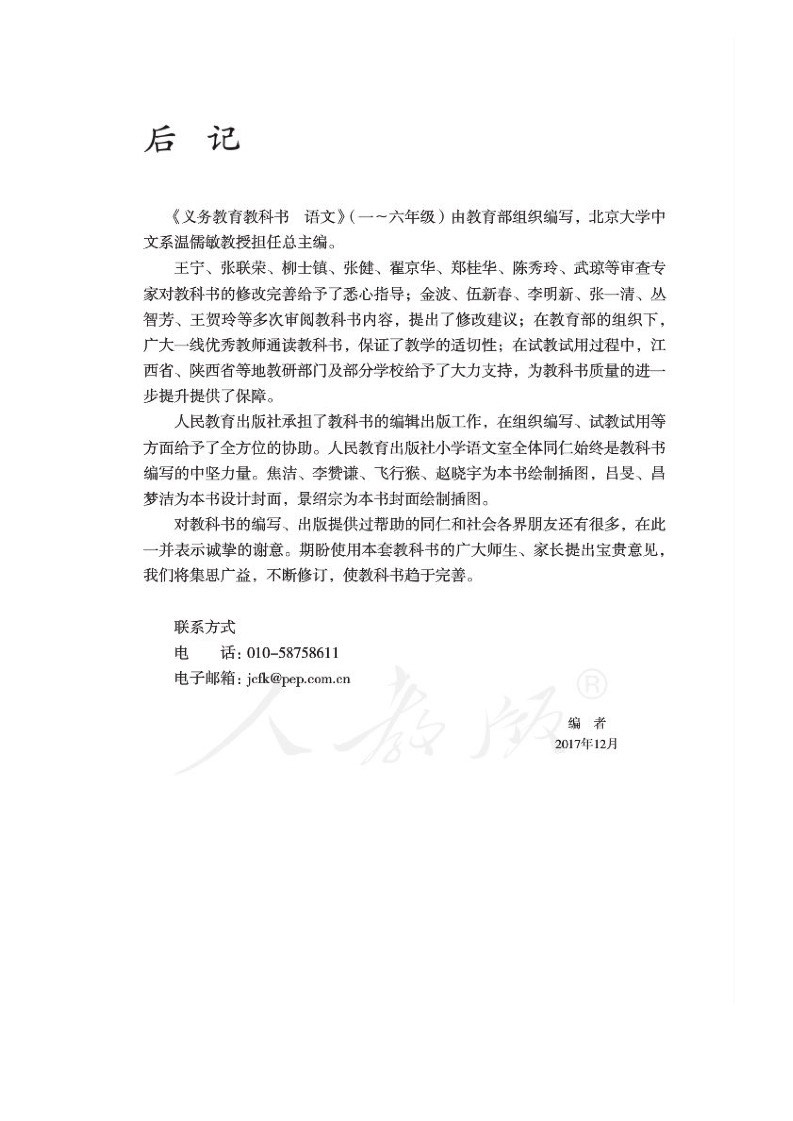 后 记
《义务教育教科书 语文》（一～六年级）由教育部组织编写，北京大学中
文系温儒敏教授担任总主编。
王宁、张联荣、柳士镇、张健、翟京华、郑桂华、陈秀玲、武琼等审查专
家对教科书的修改完善给予了悉心指导；金波、伍新春、李明新、张一清、丛
智芳、王贺玲等多次审阅教科书内容，提出了修改建议；在教育部的组织下，
广大一线优秀教师通读教科书，保证了教学的适切性；在试教试用过程中，江
西省、陕西省等地教研部门及部分学校给予了大力支持，为教科书质量的进一
步提升提供了保障。
人民教育出版社承担了教科书的编辑出版工作，在组织编写、试教试用等
方面给予了全方位的协助。人民教育出版社小学语文室全体同仁始终是教科书
编写的中坚力量。焦洁、李赞谦、飞行猴、赵晓宇为本书绘制插图，吕旻、昌
梦洁为本书设计封面，景绍宗为本书封面绘制插图。
对教科书的编写、出版提供过帮助的同仁和社会各界朋友还有很多，在此
一并表示诚挚的谢意。期盼使用本套教科书的广大师生、家长提出宝贵意见，
我们将集思广益，不断修订，使教科书趋于完善。
联系方式
电 话：010-58758611
电子邮箱：jcfk@pep.com.cn
人教版®
编 者
2017年12月